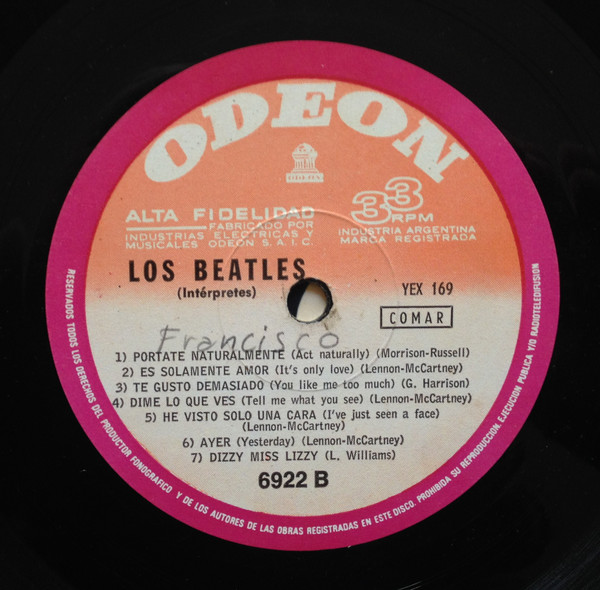 ODEON
ODEON
ALTA FIDELIDAD
FABRICADO POR
INDUSTRIAS ELECTRICAS Y
MUSICALES ODEON S.A.I.C.
33 RPM
INDUSTRIA ARGENTINA
MARCA REGISTRADA
LOS BEATLES
(Intérpretes)
YEX 169
COMAR
Francisco
1) PORTATE NATURALMENTE (Act naturally) (Morrison-Russell)
2) ES SOLAMENTE AMOR (It's only love) (Lennon-McCartney)
3) TE GUSTO DEMASIADO (You like me too much) (G. Harrison)
4) DIME LO QUE VES (Tell me what you see) (Lennon-McCartney)
5) HE VISTO SOLO UNA CARA (I've just seen a face)
(Lennon-McCartney)
6) AYER (Yesterday) (Lennon-McCartney)
7) DIZZY MISS LIZZY (L. Williams)
6922 B
RESERVADOS TODOS LOS DERECHOS DEL PRODUCTOR FONOGRAFICO Y DE LOS AUTORES DE LAS OBRAS REGISTRADAS EN ESTE DISCO. PROHIBIDA SU REPRODUCCION, EJECUCION PUBLICA Y/O RADIOTELEDIFUSION